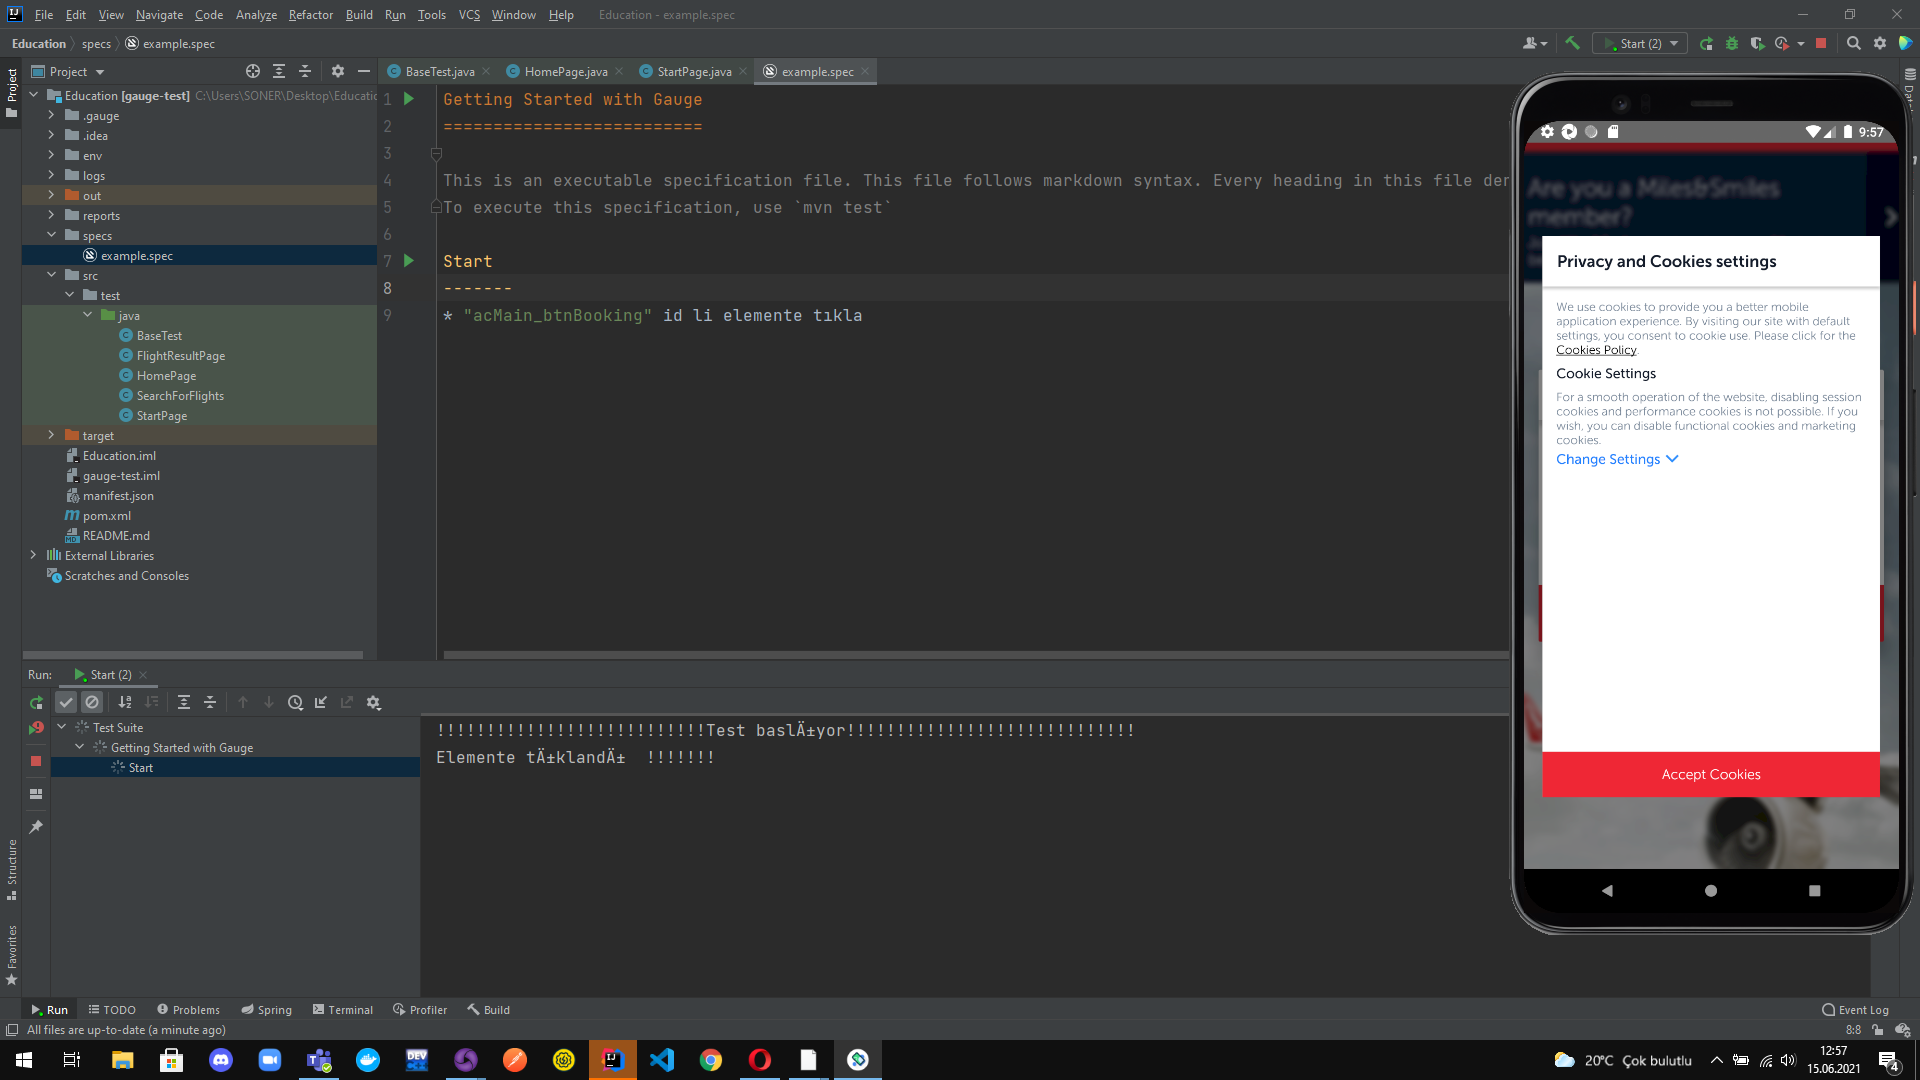 File Edit View Navigate Code Analyze Refactor Build Run Tools VCS Window Help Education - example.spec
Education specs example.spec
Start (2)
Project
BaseTest.java HomePage.java StartPage.java example.spec
Project
Education [gauge-test] C:\Users\SONER\Desktop\Educatio
.gauge
.idea
env
logs
out
reports
specs
example.spec
src
test
java
BaseTest
FlightResultPage
HomePage
SearchForFlights
StartPage
target
Education.iml
gauge-test.iml
manifest.json
pom.xml
README.md
External Libraries
Scratches and Consoles
1 Getting Started with Gauge
2 ==========================
3
4 This is an executable specification file. This file follows markdown syntax. Every heading in this file den
5 To execute this specification, use `mvn test`
6
7 Start
8 -------
9 * "acMain_btnBooking" id li elemente tıkla
9:57
Are you a Miles&Smiles
member?
Privacy and Cookies settings
We use cookies to provide you a better mobile
application experience. By visiting our site with default
settings, you consent to cookie use. Please click for the
Cookies Policy.
Cookie Settings
For a smooth operation of the website, disabling session
cookies and performance cookies is not possible. If you
wish, you can disable functional cookies and marketing
cookies.
Change Settings
Accept Cookies
Run: Start (2)
Test Suite
Getting Started with Gauge
Start
!!!!!!!!!!!!!!!!!!!!!!!!!!!Test baslÄ±yor!!!!!!!!!!!!!!!!!!!!!!!!!!!!!
Elemente tÄ±klandÄ±  !!!!!!!
Structure
Favorites
Run TODO Problems Spring Terminal Profiler Build Event Log
All files are up-to-date (a minute ago) 8:8
20°C Çok bulutlu
12:57
15.06.2021
4